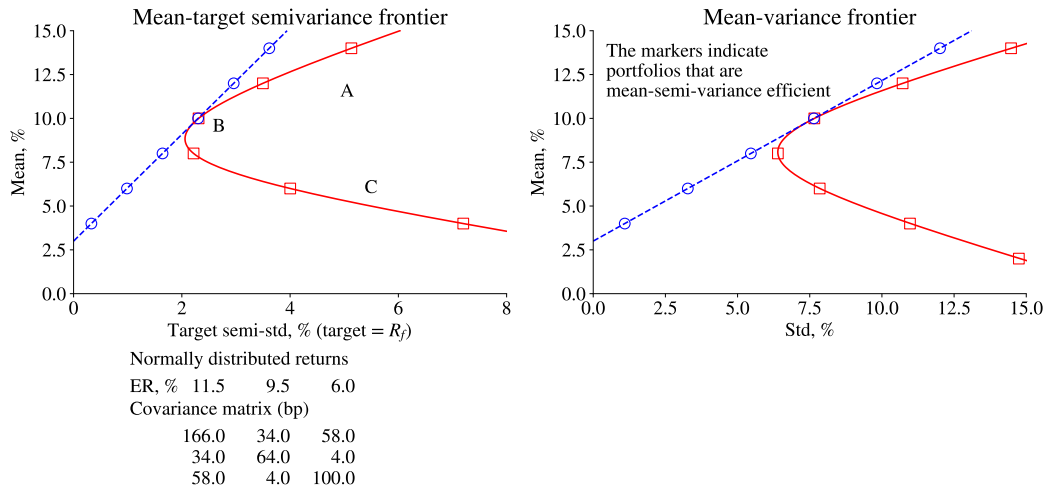 Mean-target semivariance frontier
15.0
12.5
10.0
7.5
5.0
2.5
0.0
Mean, %
A
B
C
0
2
4
6
8
Target semi-std, % (target = R_f)
Normally distributed returns
ER, % 11.5 9.5 6.0
Covariance matrix (bp)
166.0 34.0 58.0
34.0 64.0 4.0
58.0 4.0 100.0
Mean-variance frontier
The markers indicate
portfolios that are
mean-semi-variance efficient
15.0
12.5
10.0
7.5
5.0
2.5
0.0
Mean, %
0.0
2.5
5.0
7.5
10.0
12.5
15.0
Std, %